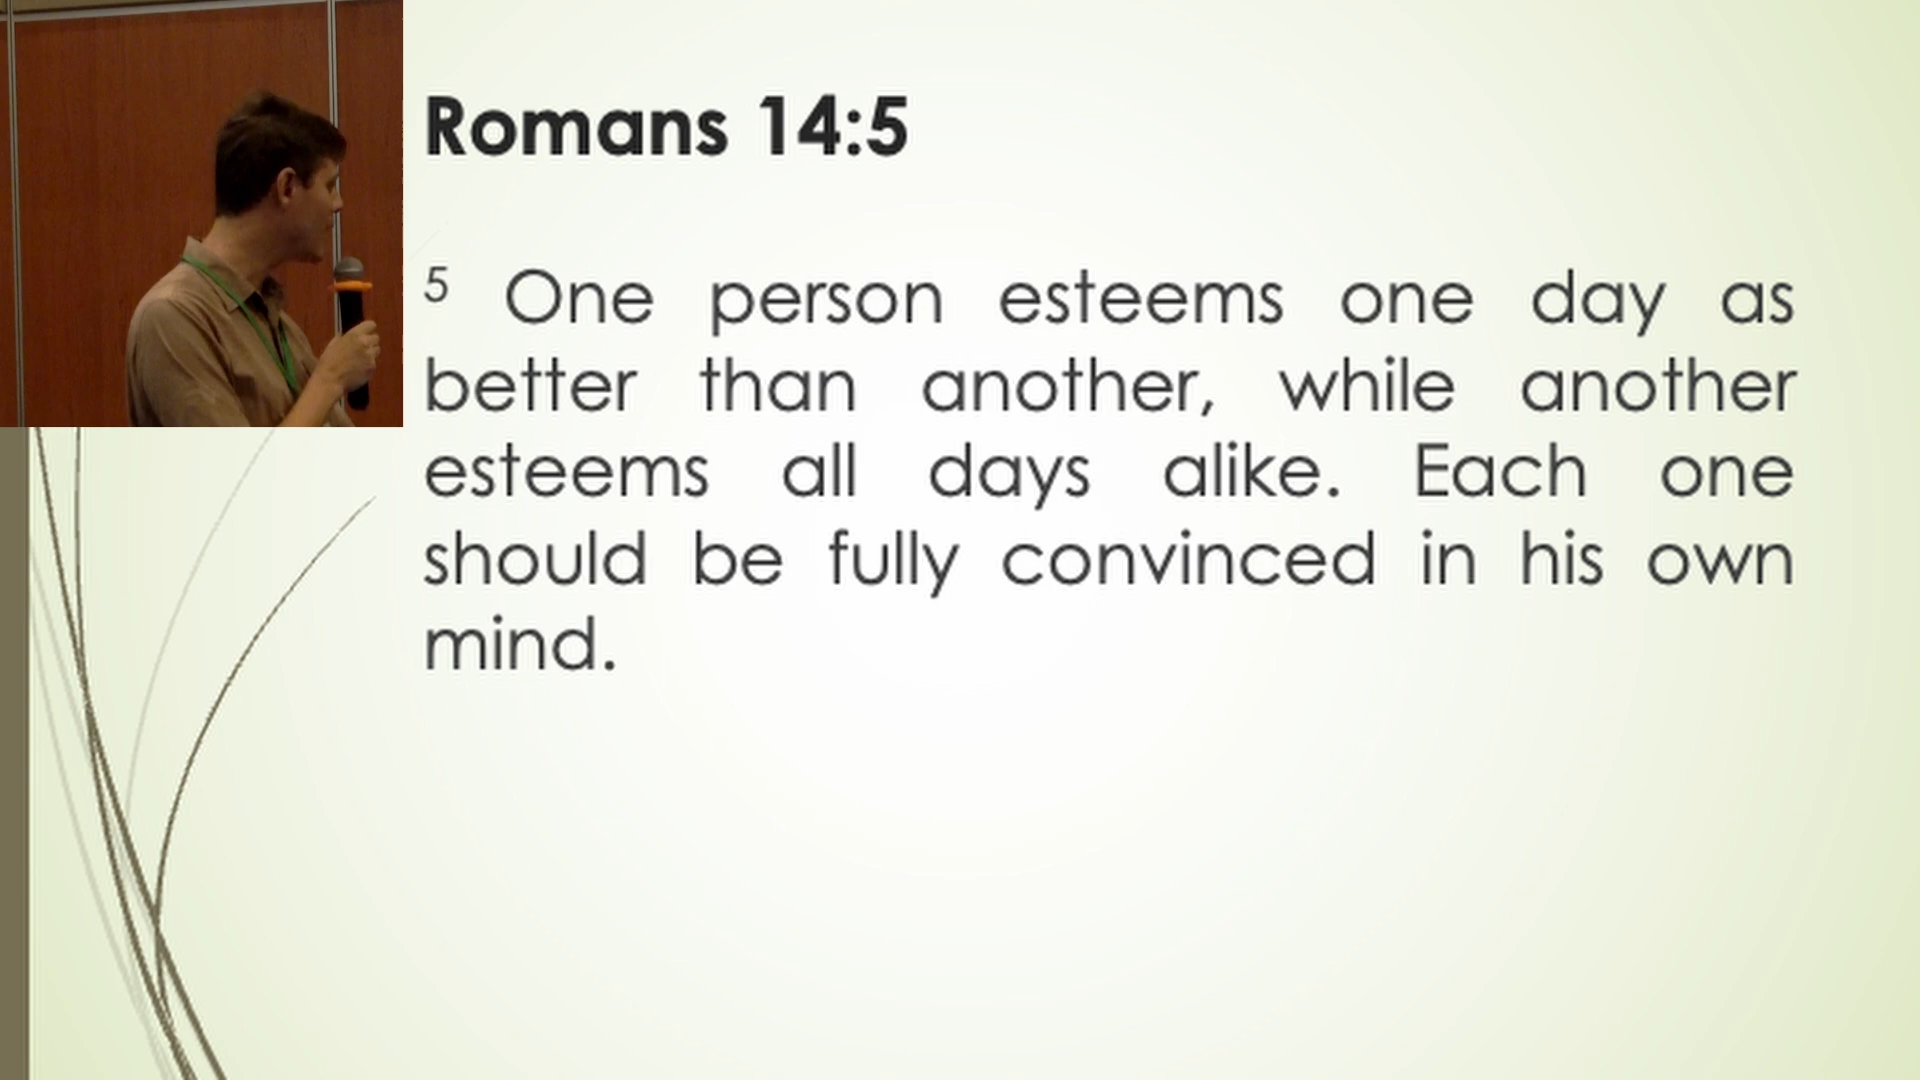 Romans 14:5
5 One person esteems one day as
better than another, while another
esteems all days alike. Each one
should be fully convinced in his own
mind.